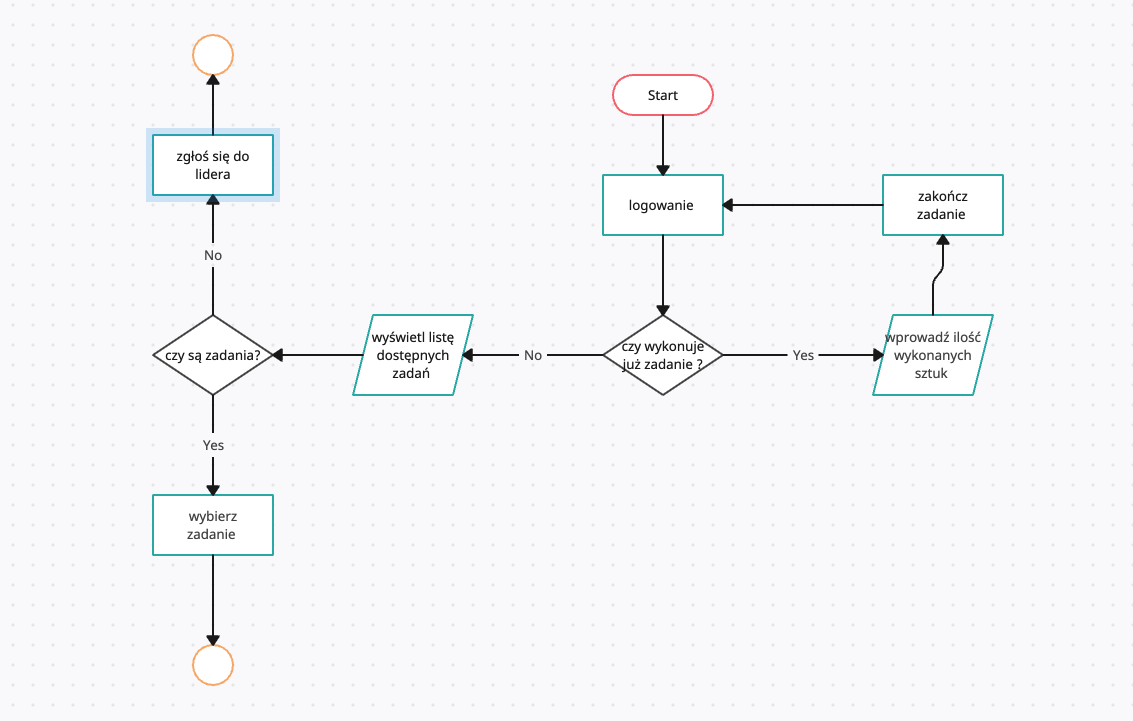 Start
zgłoś się do
lidera
logowanie
zakończ
zadanie
No
czy są zadania?
wyświetl listę
dostępnych
zadań
No
czy wykonuje
już zadanie ?
Yes
wprowadź ilość
wykonanych
sztuk
Yes
wybierz
zadanie